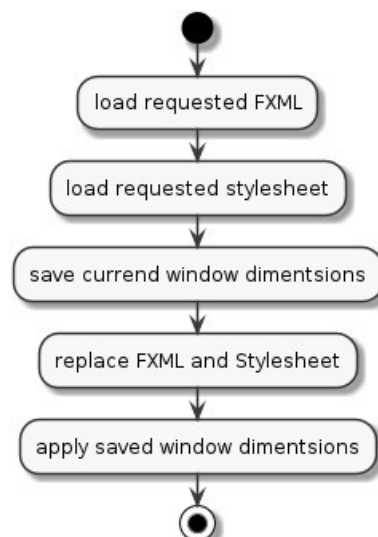 load requested FXML
load requested stylesheet
save currend window dimentsions
replace FXML and Stylesheet
apply saved window dimentsions